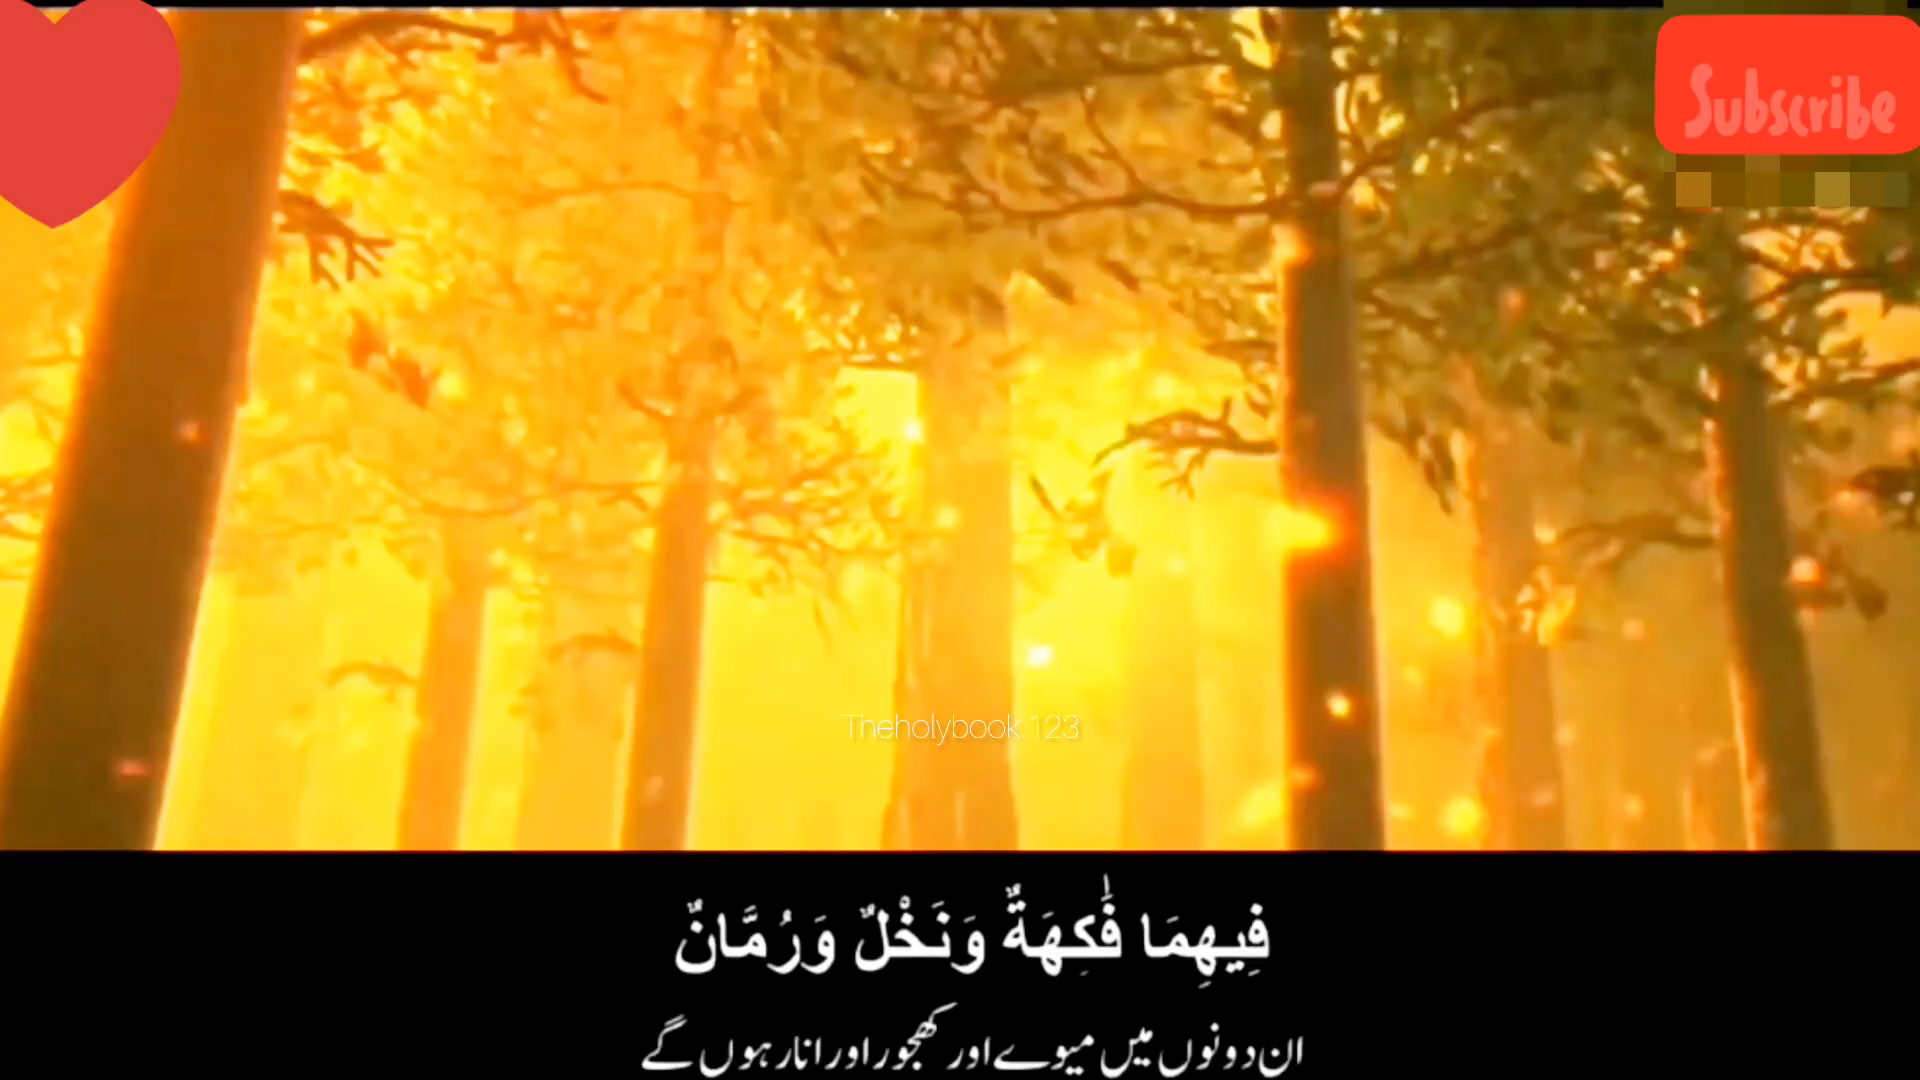 Subscribe
Theholybook 123
فِيهِمَا فَٰكِهَةٌ وَنَخْلٌ وَرُمَّانٌ
ان دونوں میں میوے اور کھجور اور انار ہوں گے